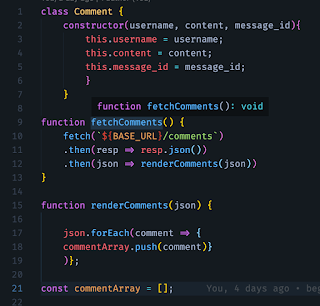 1 class Comment {
2 constructor(username, content, message_id){
3 this.username = username;
4 this.content = content;
5 this.message_id = message_id;
6 }
7 }
function fetchComments(): void
9 function fetchComments() {
10 fetch(`${BASE_URL}/comments`)
11 .then(resp => resp.json())
12 .then(json => renderComments(json))
13 }
14
15 function renderComments(json) {
16
17 json.forEach(comment => {
18 commentArray.push(comment)}
19 )};
20
21 const commentArray = []; You, 4 days ago • beg
22